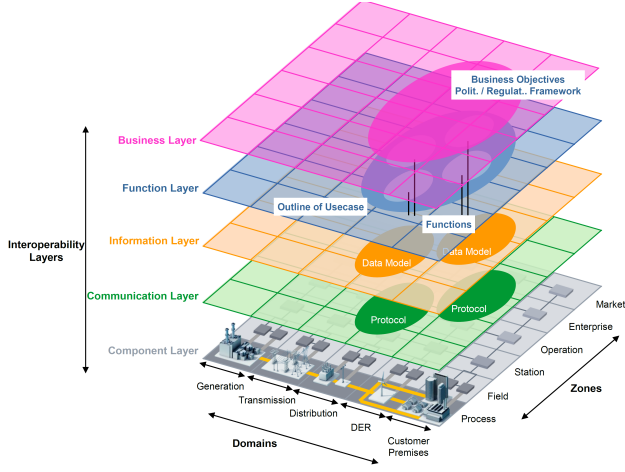 Business Objectives
Polit. / Regulat.. Framework
Business Layer
Function Layer
Outline of Usecase
Functions
Information Layer
Interoperability
Layers
Data Model
Data Model
Communication Layer
Protocol
Protocol
Component Layer
Market
Enterprise
Operation
Station
Field
Process
Zones
Generation
Transmission
Distribution
DER
Customer
Premises
Domains